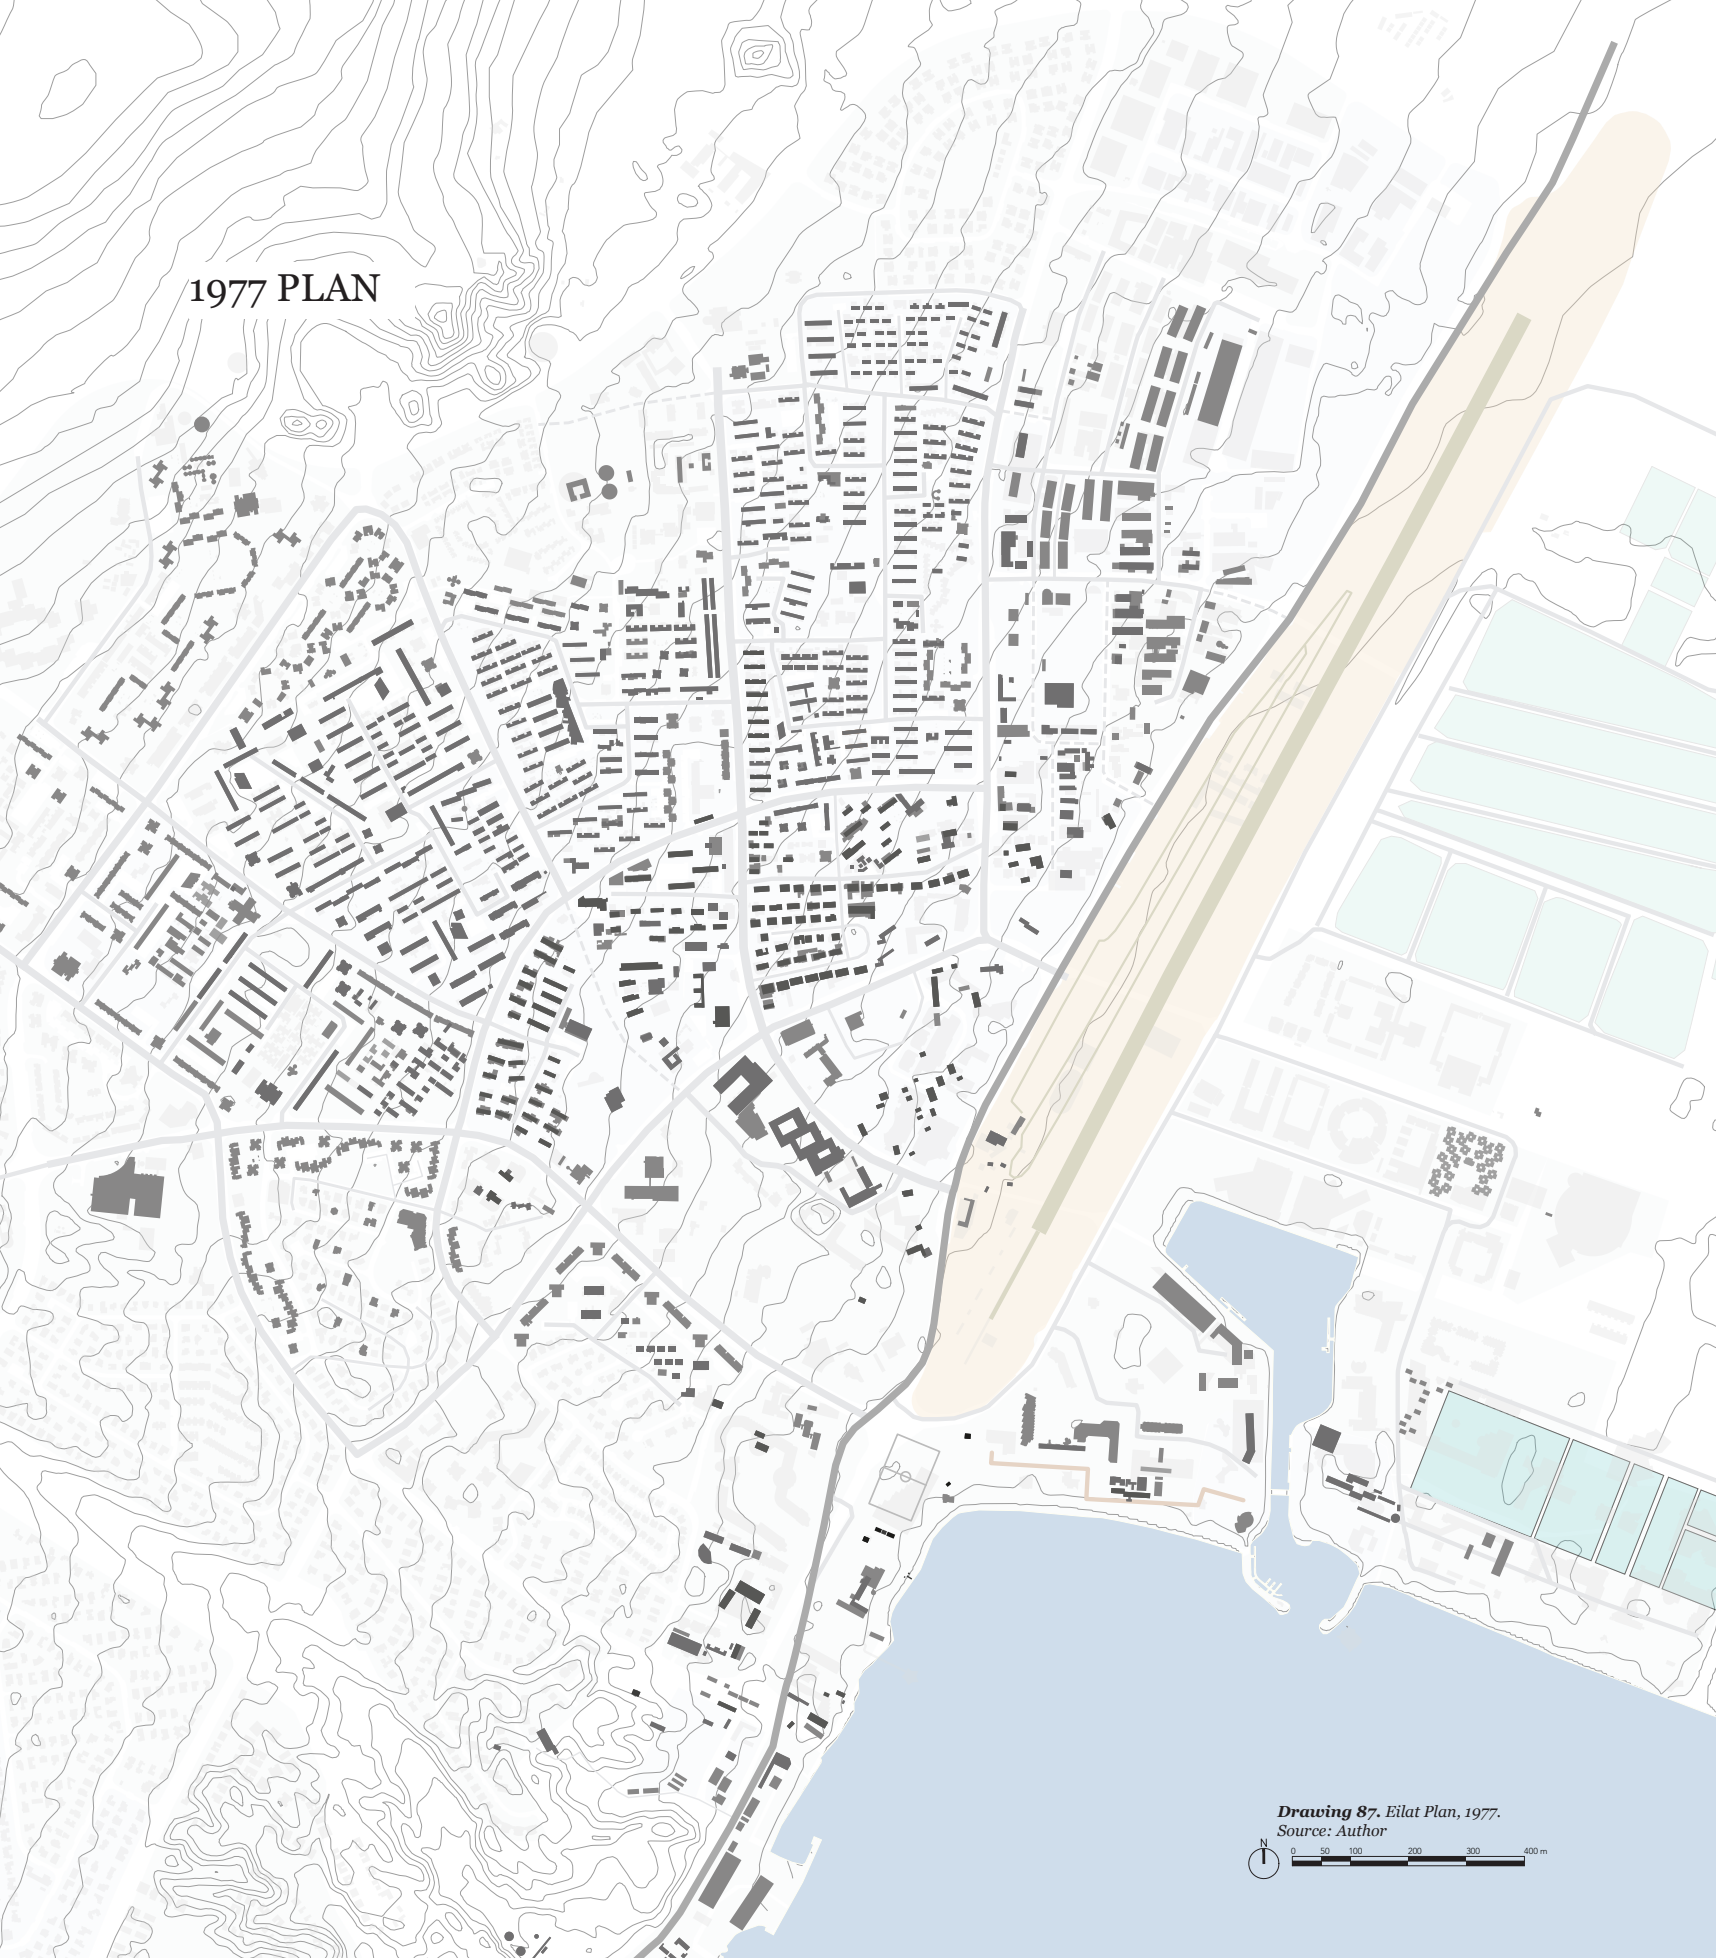 1977 PLAN
Drawing 87. Eilat Plan, 1977.
Source: Author
N
0 50 100 200 300 400 m